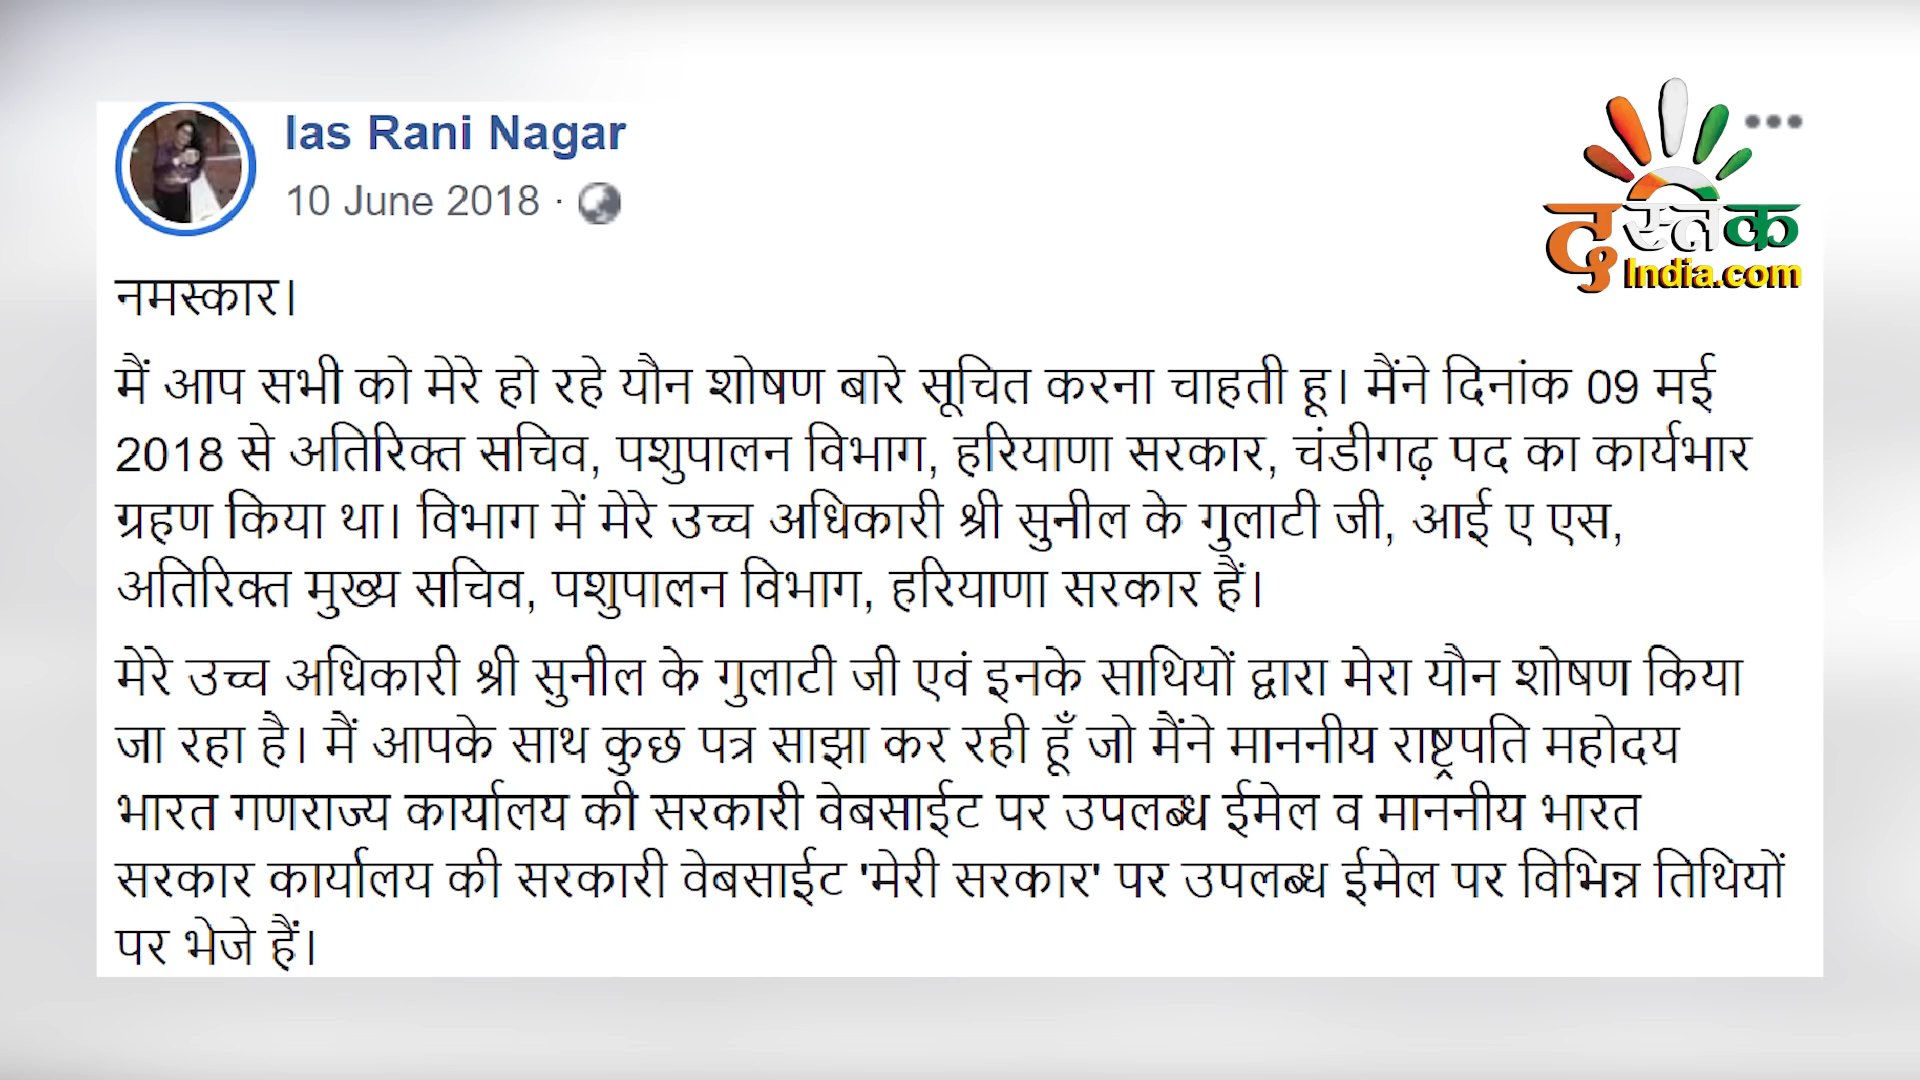 Ias Rani Nagar
10 June 2018 ·
दस्तक
India.com
नमस्कार।
मैं आप सभी को मेरे हो रहे यौन शोषण बारे सूचित करना चाहती हू। मैंने दिनांक 09 मई
2018 से अतिरिक्त सचिव, पशुपालन विभाग, हरियाणा सरकार, चंडीगढ़ पद का कार्यभार
ग्रहण किया था। विभाग में मेरे उच्च अधिकारी श्री सुनील के गुलाटी जी, आई ए एस,
अतिरिक्त मुख्य सचिव, पशुपालन विभाग, हरियाणा सरकार हैं।
मेरे उच्च अधिकारी श्री सुनील के गुलाटी जी एवं इनके साथियों द्वारा मेरा यौन शोषण किया
जा रहा है। मैं आपके साथ कुछ पत्र साझा कर रही हूँ जो मैंने माननीय राष्ट्रपति महोदय
भारत गणराज्य कार्यालय की सरकारी वेबसाईट पर उपलब्ध ईमेल व माननीय भारत
सरकार कार्यालय की सरकारी वेबसाईट 'मेरी सरकार' पर उपलब्ध ईमेल पर विभिन्न तिथियों
पर भेजे हैं।